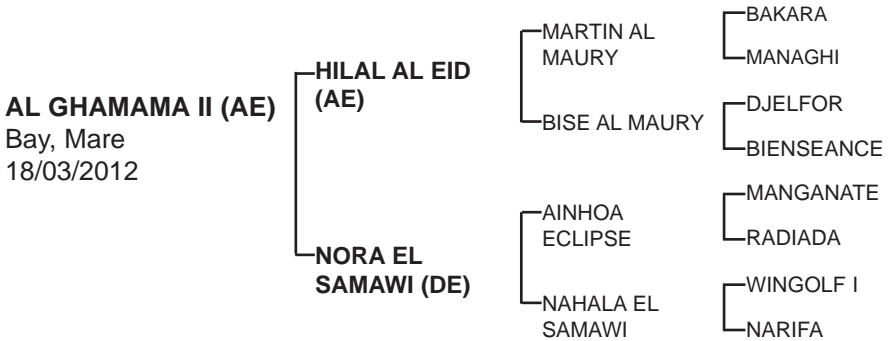 AL GHAMAMA II (AE)
Bay, Mare
18/03/2012
HILAL AL EID
(AE)
NORA EL
SAMAWI (DE)
MARTIN AL
MAURY
BISE AL MAURY
AINHOA
ECLIPSE
NAHALA EL
SAMAWI
BAKARA
MANAGHI
DJELFOR
BIENSEANCE
MANGANATE
RADIADA
WINGOLF I
NARIFA